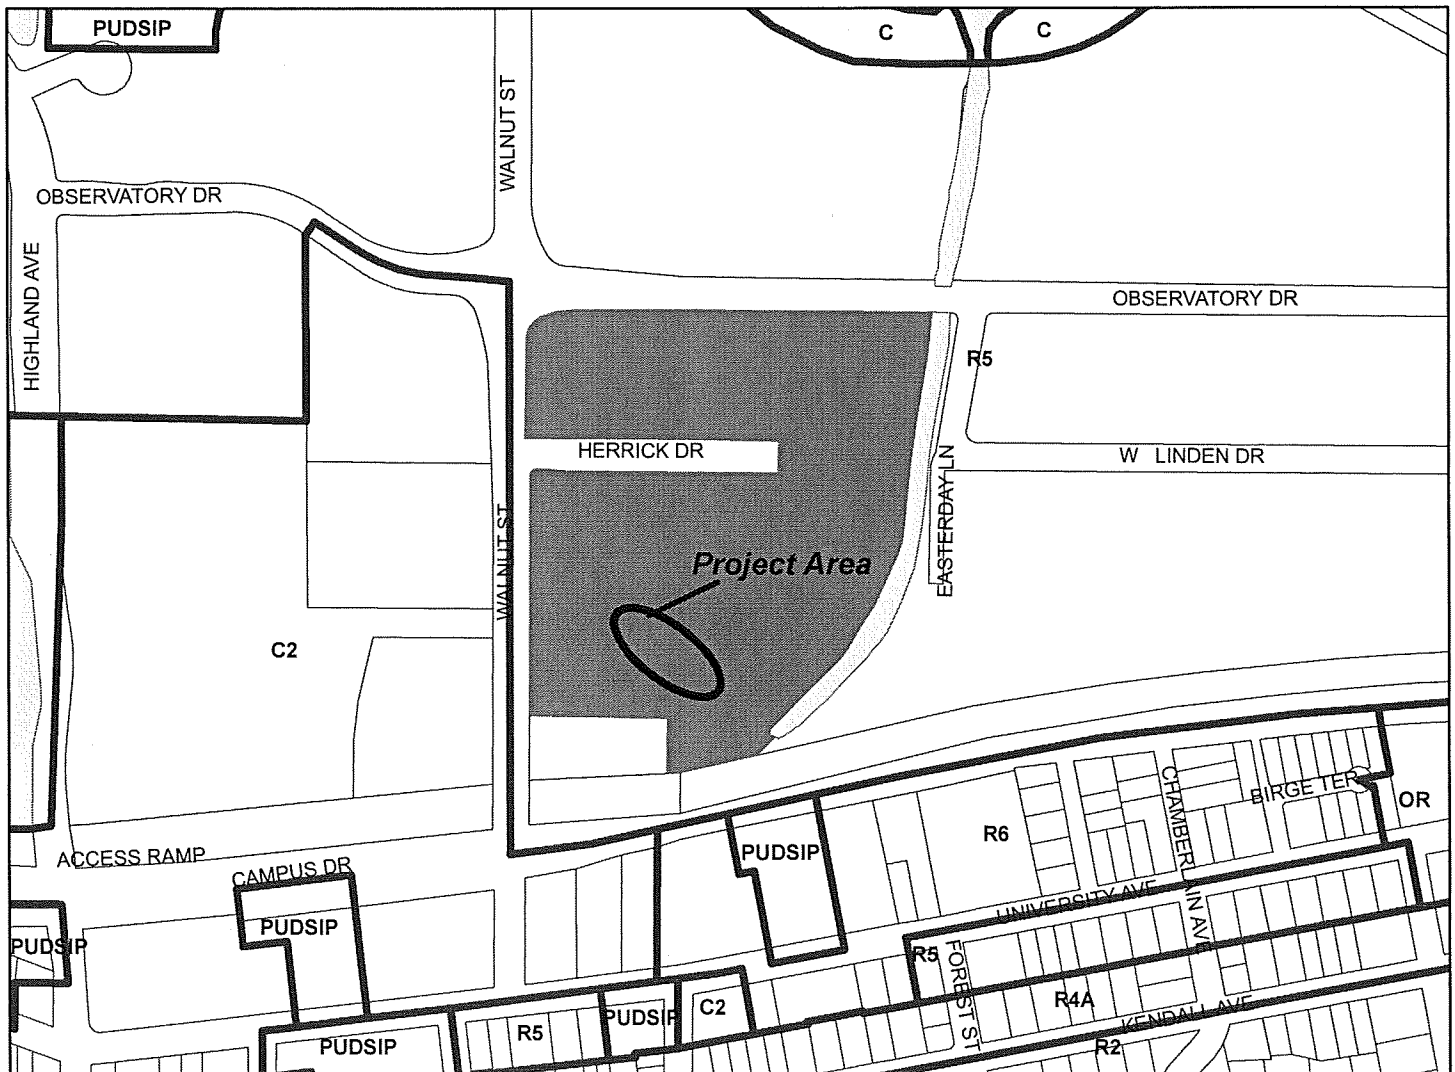 PUDSIP
C
C
WALNUT ST
OBSERVATORY DR
HIGHLAND AVE
OBSERVATORY DR
R5
HERRICK DR
W LINDEN DR
EASTERDAY LN
WALNUT ST
Project Area
C2
CHAMBERLAIN AVE
BIRGE TER
OR
R6
PUDSIP
ACCESS RAMP
CAMPUS DR
UNIVERSITY AVE
PUDSIP
PUDSIP
R5
FOREST ST
R4A
C2
PUDSIP
R5
KENDALL AVE
PUDSIP
R2